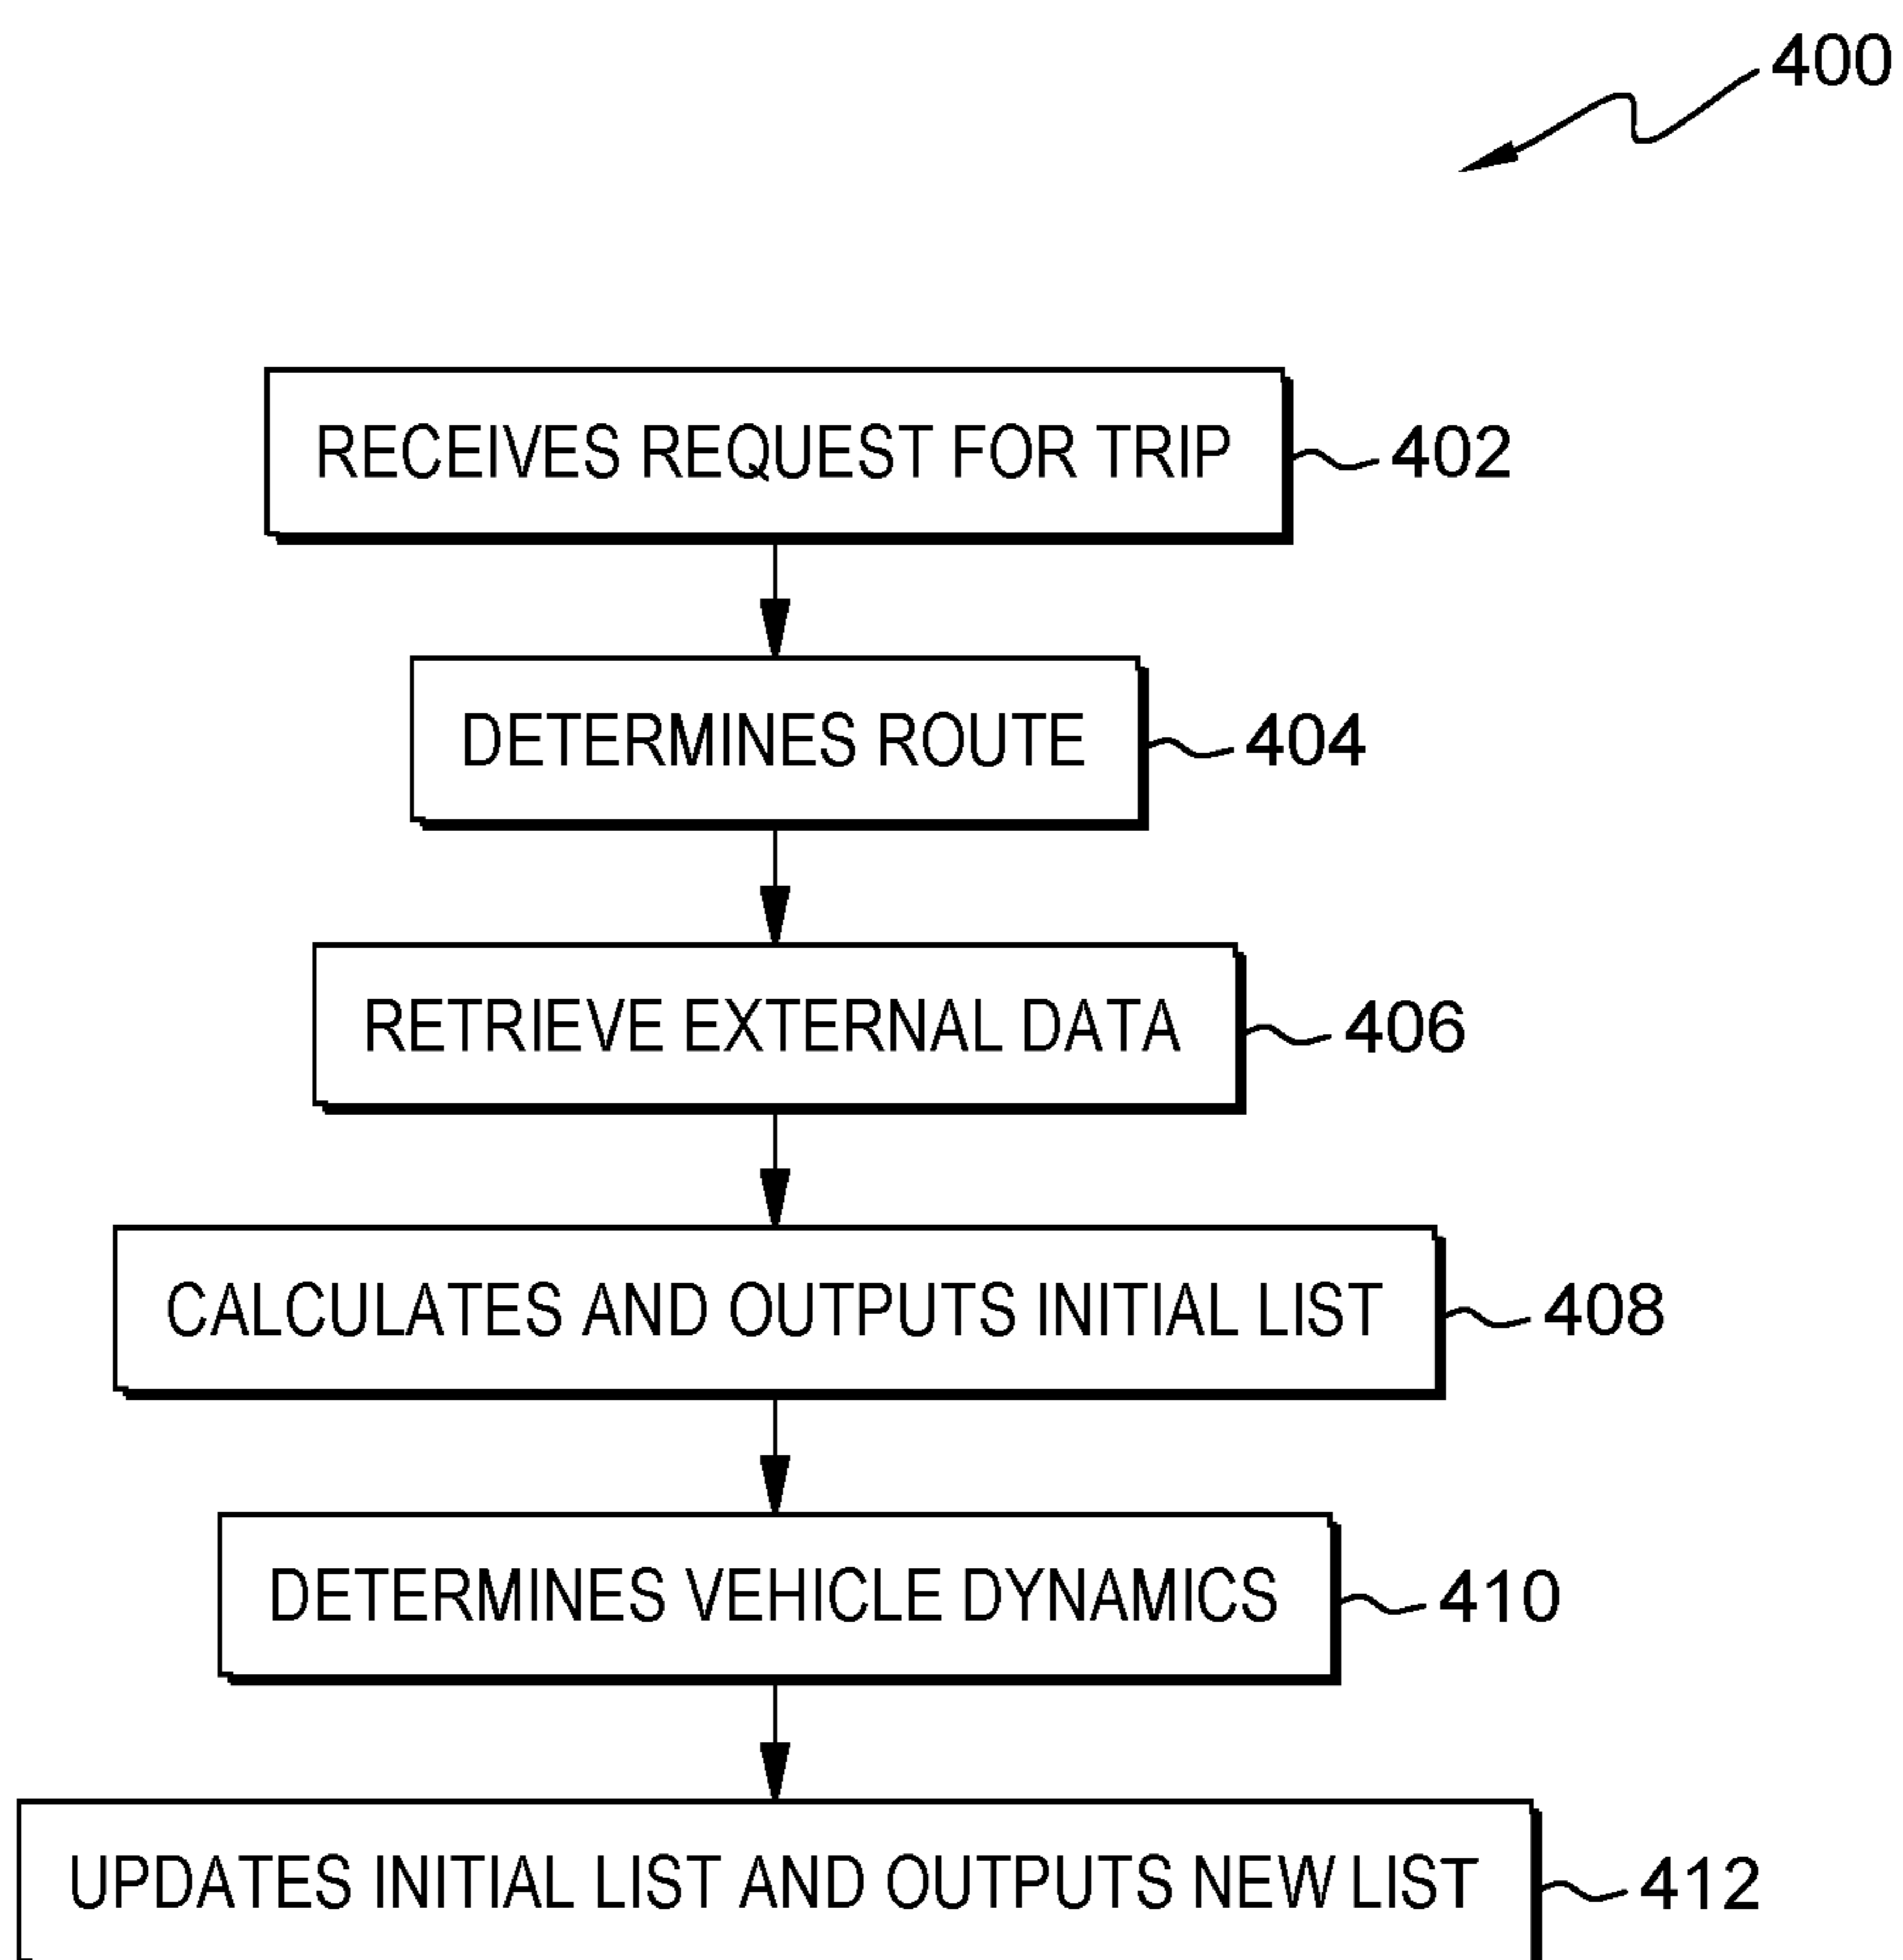 400
RECEIVES REQUEST FOR TRIP 402
DETERMINES ROUTE 404
RETRIEVE EXTERNAL DATA 406
CALCULATES AND OUTPUTS INITIAL LIST 408
DETERMINES VEHICLE DYNAMICS 410
UPDATES INITIAL LIST AND OUTPUTS NEW LIST 412